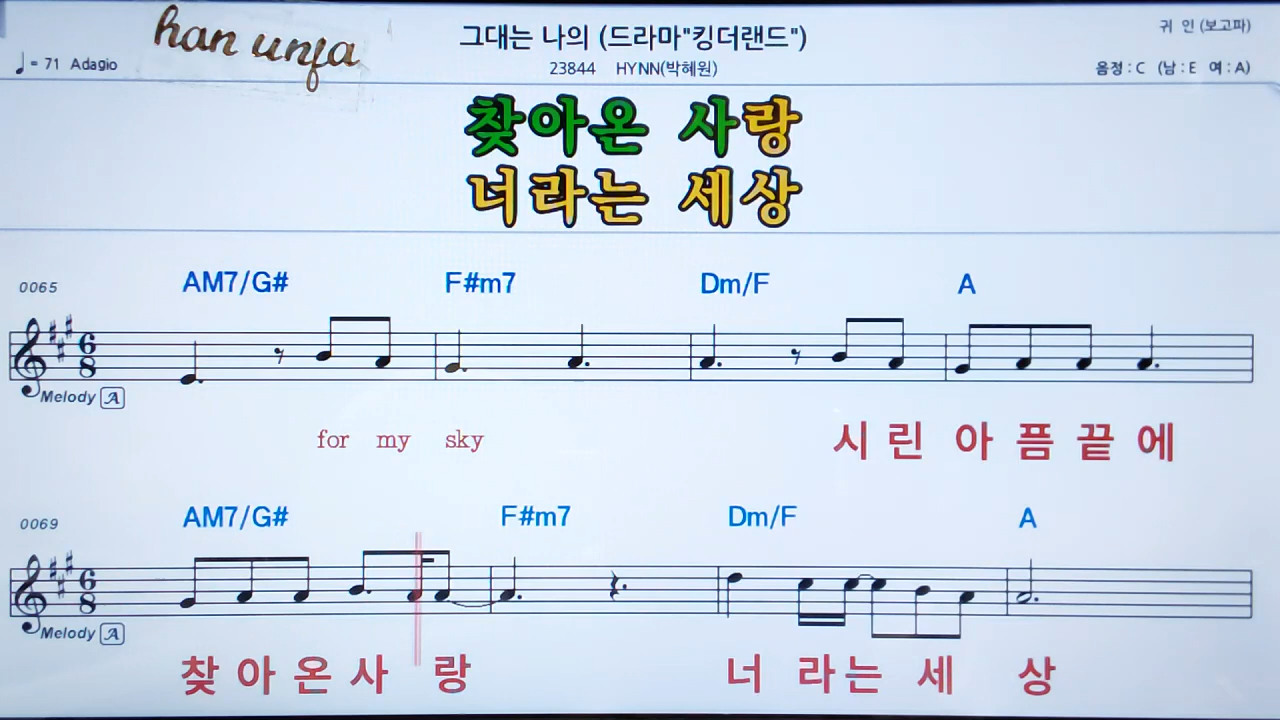 han unja
그대는 나의 (드라마"킹더랜드")
귀 인 (보고파)
♩= 71 Adagio
23844 HYNN(박혜원)
음정 : C (남 : E 여 : A)
찾아온 사랑
너라는 세상
0065 AM7/G# F#m7 Dm/F A
6/8
Melody A
for my sky 시 린 아 픔 끝 에
0069 AM7/G# F#m7 Dm/F A
6/8
Melody A
찾 아 온 사 랑 너 라 는 세 상